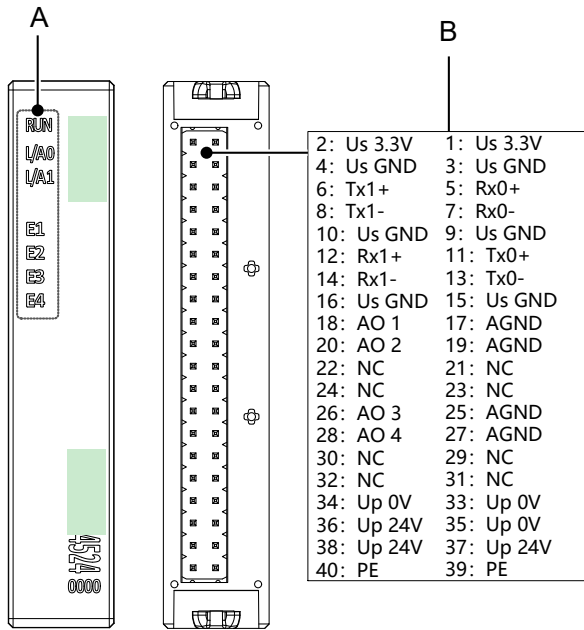 A
B
RUN
L/A0
L/A1
E1
E2
E3
E4
4524
0000
2: Us 3.3V 1: Us 3.3V
4: Us GND 3: Us GND
6: Tx1+ 5: Rx0+
8: Tx1- 7: Rx0-
10: Us GND 9: Us GND
12: Rx1+ 11: Tx0+
14: Rx1- 13: Tx0-
16: Us GND 15: Us GND
18: AO 1 17: AGND
20: AO 2 19: AGND
22: NC 21: NC
24: NC 23: NC
26: AO 3 25: AGND
28: AO 4 27: AGND
30: NC 29: NC
32: NC 31: NC
34: Up 0V 33: Up 0V
36: Up 24V 35: Up 0V
38: Up 24V 37: Up 24V
40: PE 39: PE